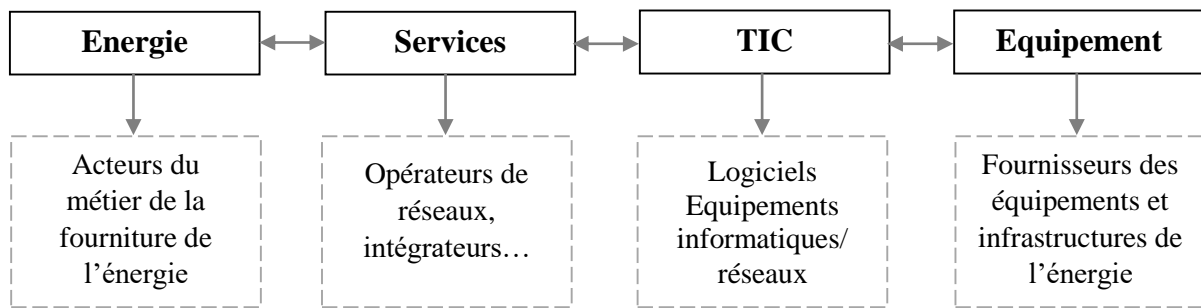 Energie
Services
TIC
Equipement
Acteurs du
métier de la
fourniture de
l’énergie
Opérateurs de
réseaux,
intégrateurs…
Logiciels
Equipements
informatiques/
réseaux
Fournisseurs des
équipements et
infrastructures de
l’énergie